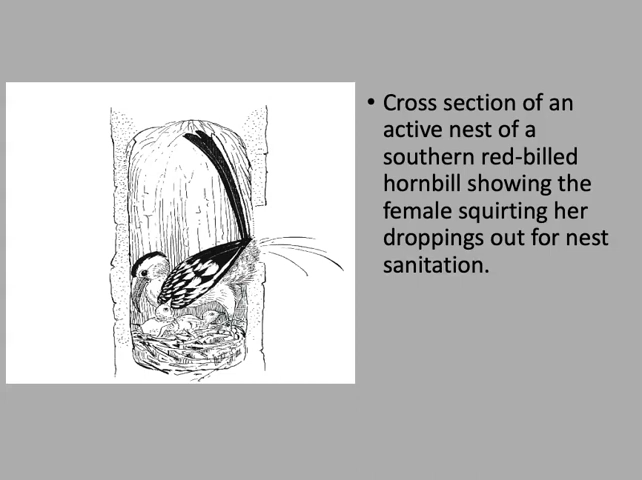 • Cross section of an
active nest of a
southern red-billed
hornbill showing the
female squirting her
droppings out for nest
sanitation.